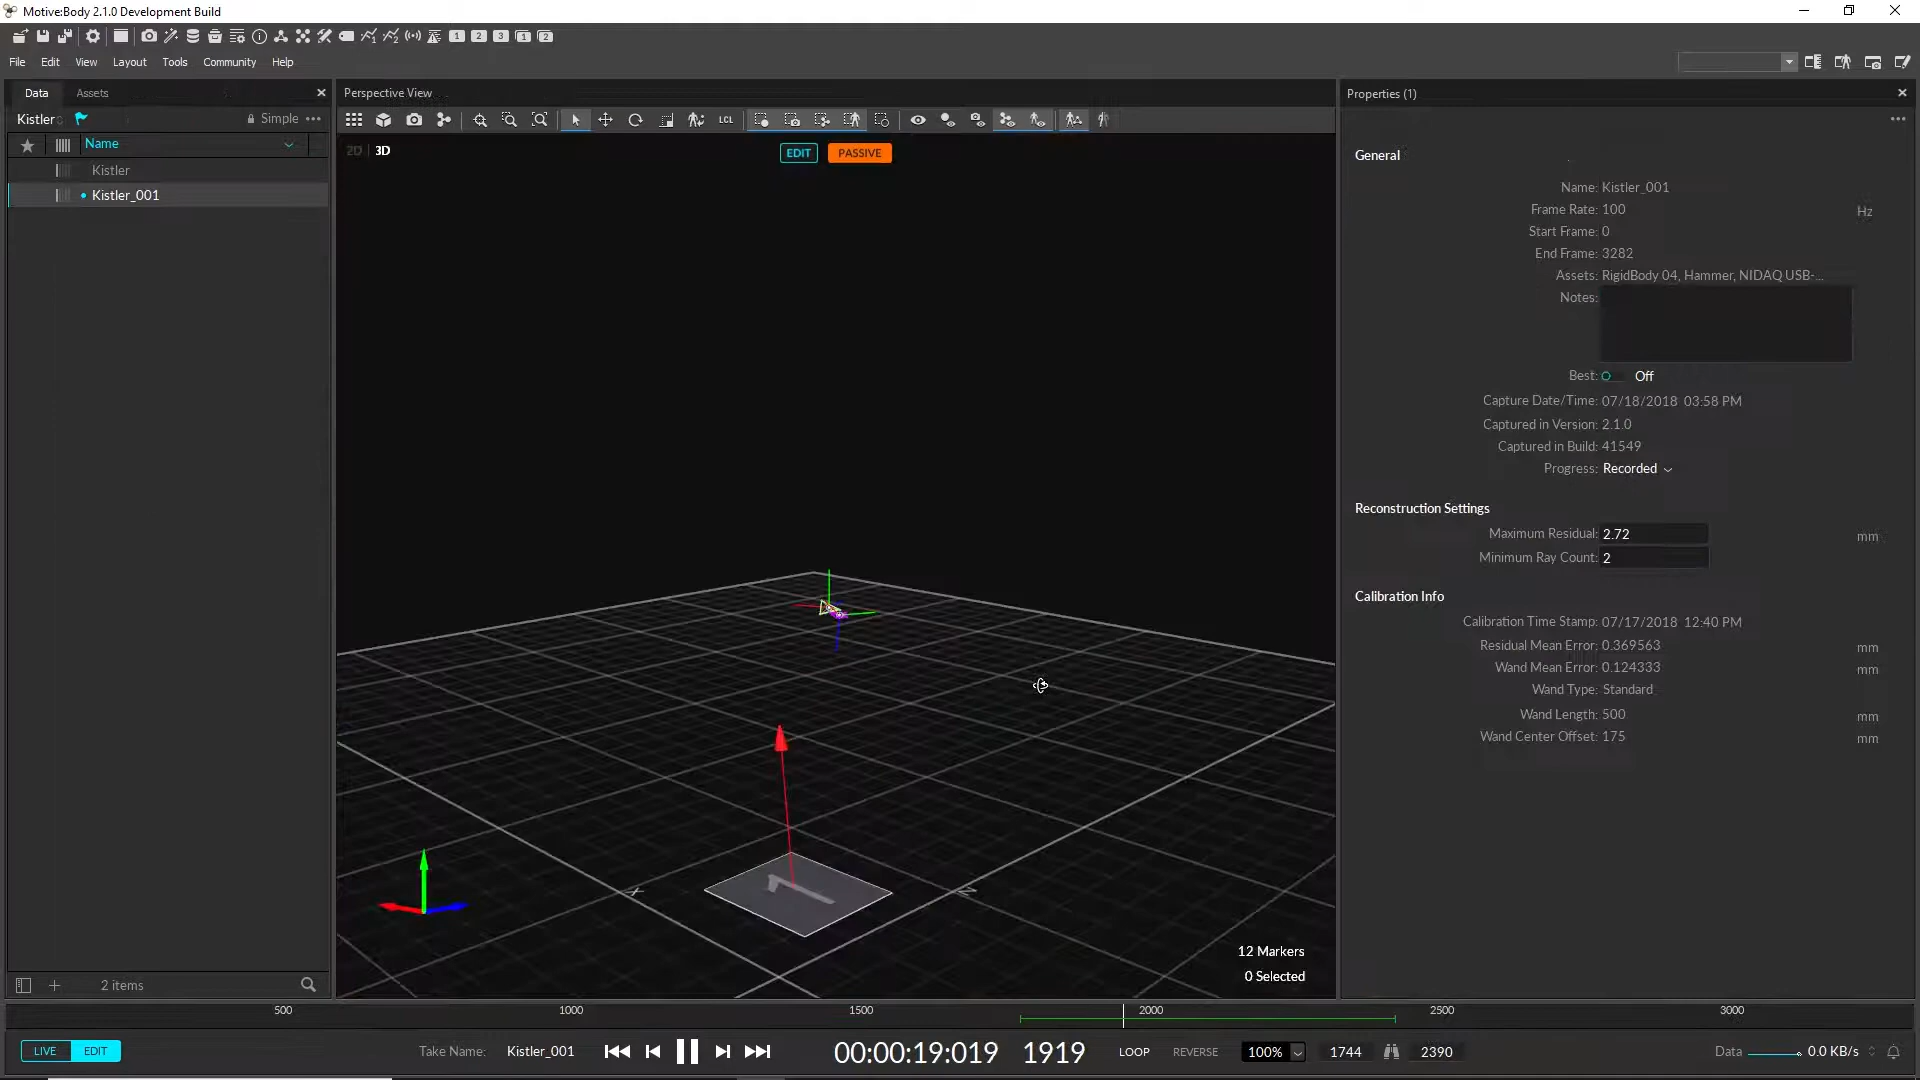 Motive:Body 2.1.0 Development Build
1 2 3 1 2
File Edit View Layout Tools Community Help
Data Assets
Kistler Simple
Name
Kistler
Kistler_001
2 items
Perspective View
LCL
2D 3D
EDIT PASSIVE
12 Markers
0 Selected
Properties (1)
General
Name: Kistler_001
Frame Rate: 100 Hz
Start Frame: 0
End Frame: 3282
Assets: RigidBody 04, Hammer, NIDAQ USB-...
Notes:
Best: Off
Capture Date/Time: 07/18/2018 03:58 PM
Captured in Version: 2.1.0
Captured in Build: 41549
Progress: Recorded
Reconstruction Settings
Maximum Residual: 2.72 mm
Minimum Ray Count: 2
Calibration Info
Calibration Time Stamp: 07/17/2018 12:40 PM
Residual Mean Error: 0.369563 mm
Wand Mean Error: 0.124333 mm
Wand Type: Standard
Wand Length: 500 mm
Wand Center Offset: 175 mm
500 1000 1500 2000 2500 3000
LIVE EDIT Take Name: Kistler_001 00:00:19:019 1919 LOOP REVERSE 100% 1744 2390 Data 0.0 KB/s